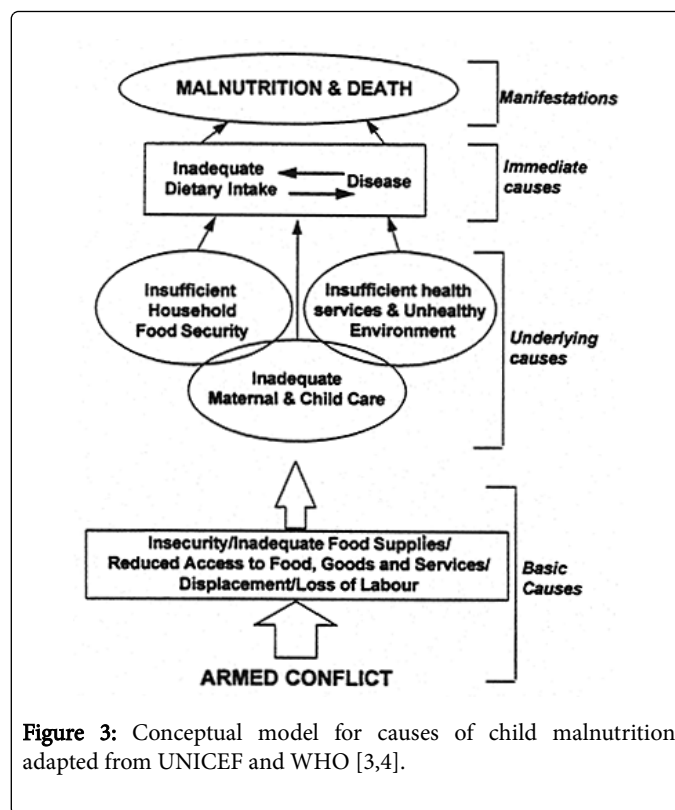 MALNUTRITION & DEATH
Manifestations
Inadequate
Dietary Intake
Disease
Immediate
causes
Insufficient
Household
Food Security
Insufficient health
services & Unhealthy
Environment
Underlying
causes
Inadequate
Maternal & Child Care
Insecurity/Inadequate Food Supplies/
Reduced Access to Food, Goods and Services/
Displacement/Loss of Labour
Basic
Causes
ARMED CONFLICT
Figure 3: Conceptual model for causes of child malnutrition
adapted from UNICEF and WHO [3,4].